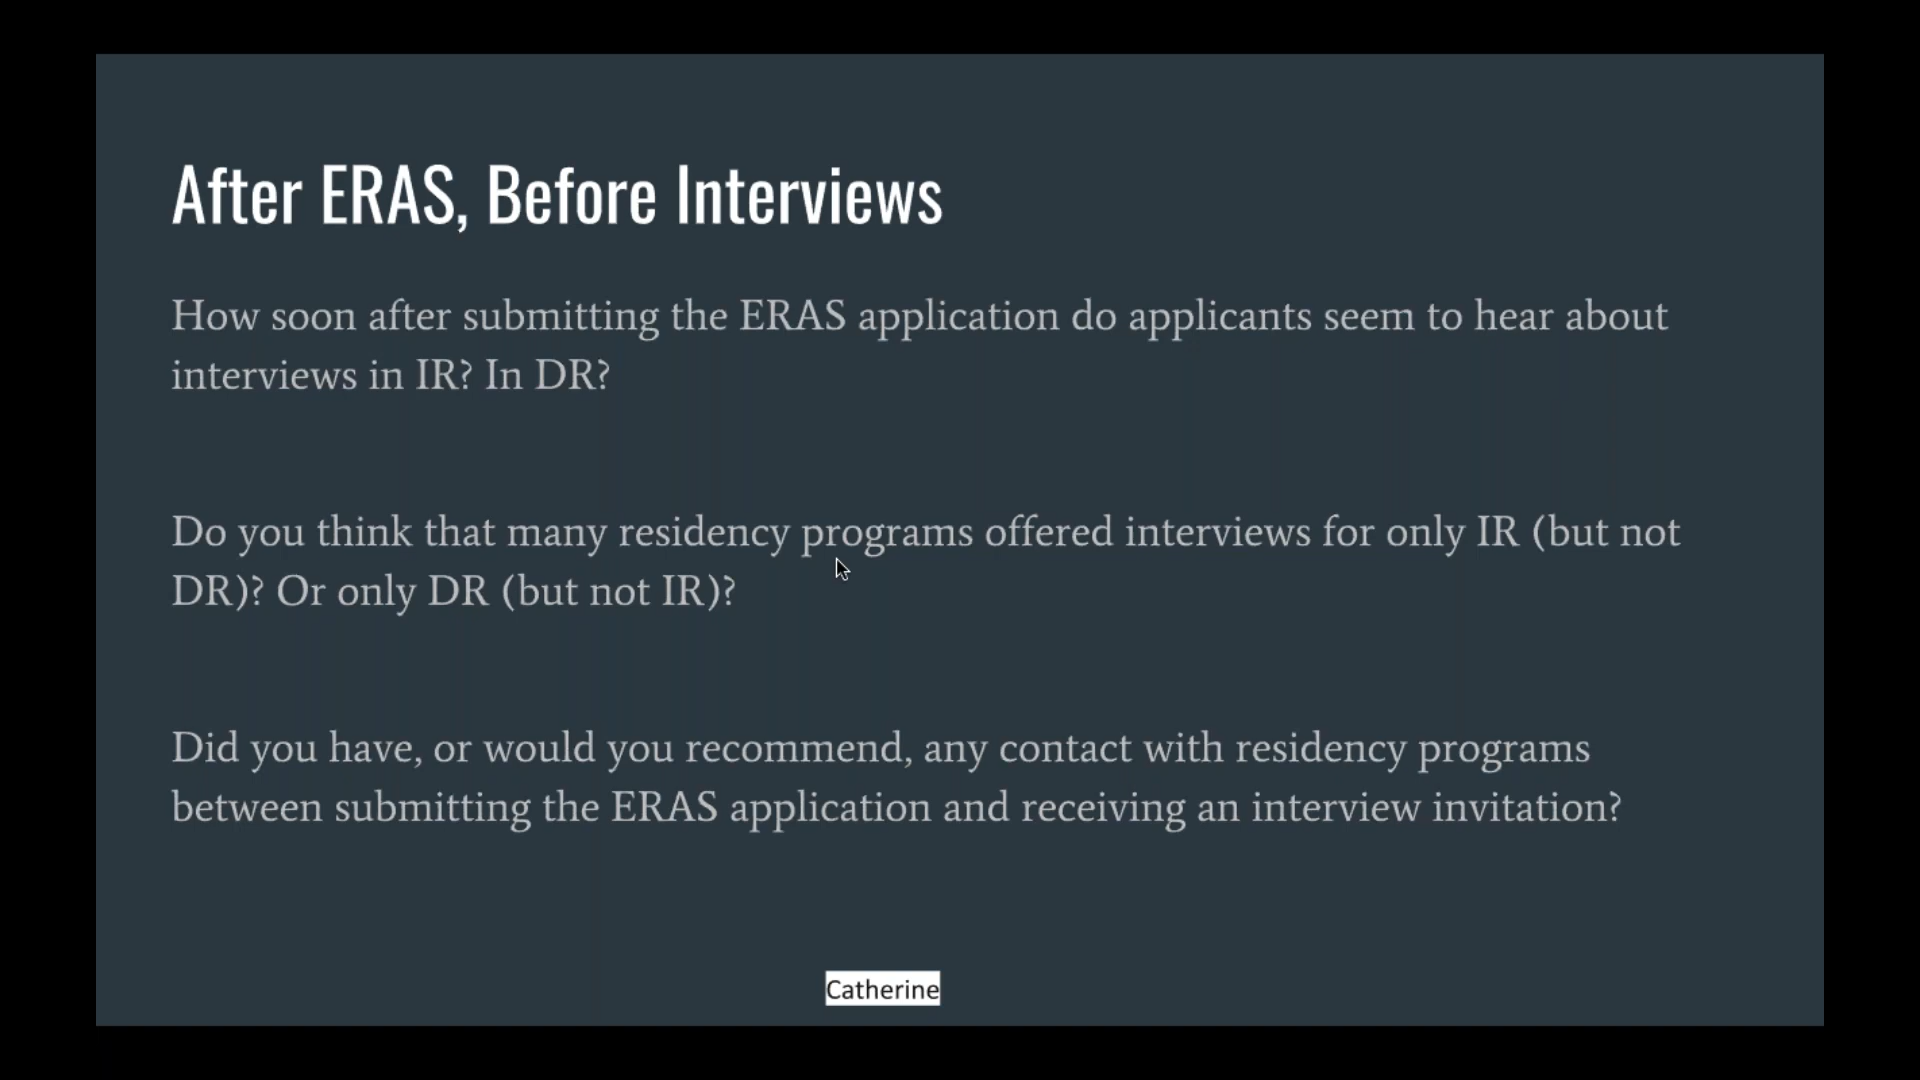 After ERAS, Before Interviews
How soon after submitting the ERAS application do applicants seem to hear about
interviews in IR? In DR?
Do you think that many residency programs offered interviews for only IR (but not
DR)? Or only DR (but not IR)?
Did you have, or would you recommend, any contact with residency programs
between submitting the ERAS application and receiving an interview invitation?
Catherine